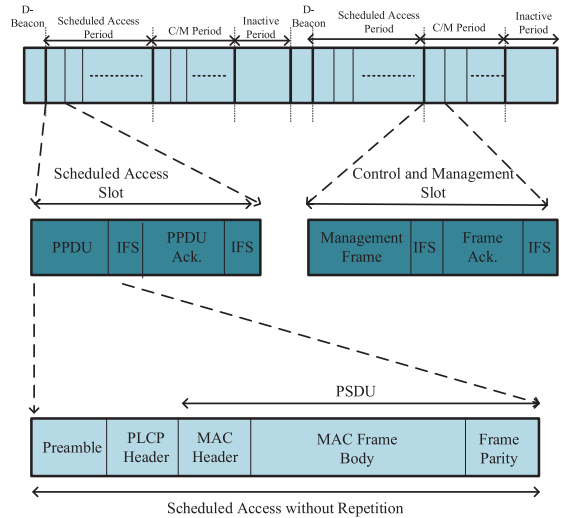 D-
Beacon
Scheduled Access
Period
C/M Period
Inactive
Period
D-
Beacon
Scheduled Access
Period
C/M Period
Inactive
Period
Scheduled Access
Slot
Control and Management
Slot
PPDU
IFS
PPDU
Ack.
IFS
Management
Frame
IFS
Frame
Ack.
IFS
PSDU
Preamble
PLCP
Header
MAC
Header
MAC Frame
Body
Frame
Parity
Scheduled Access without Repetition